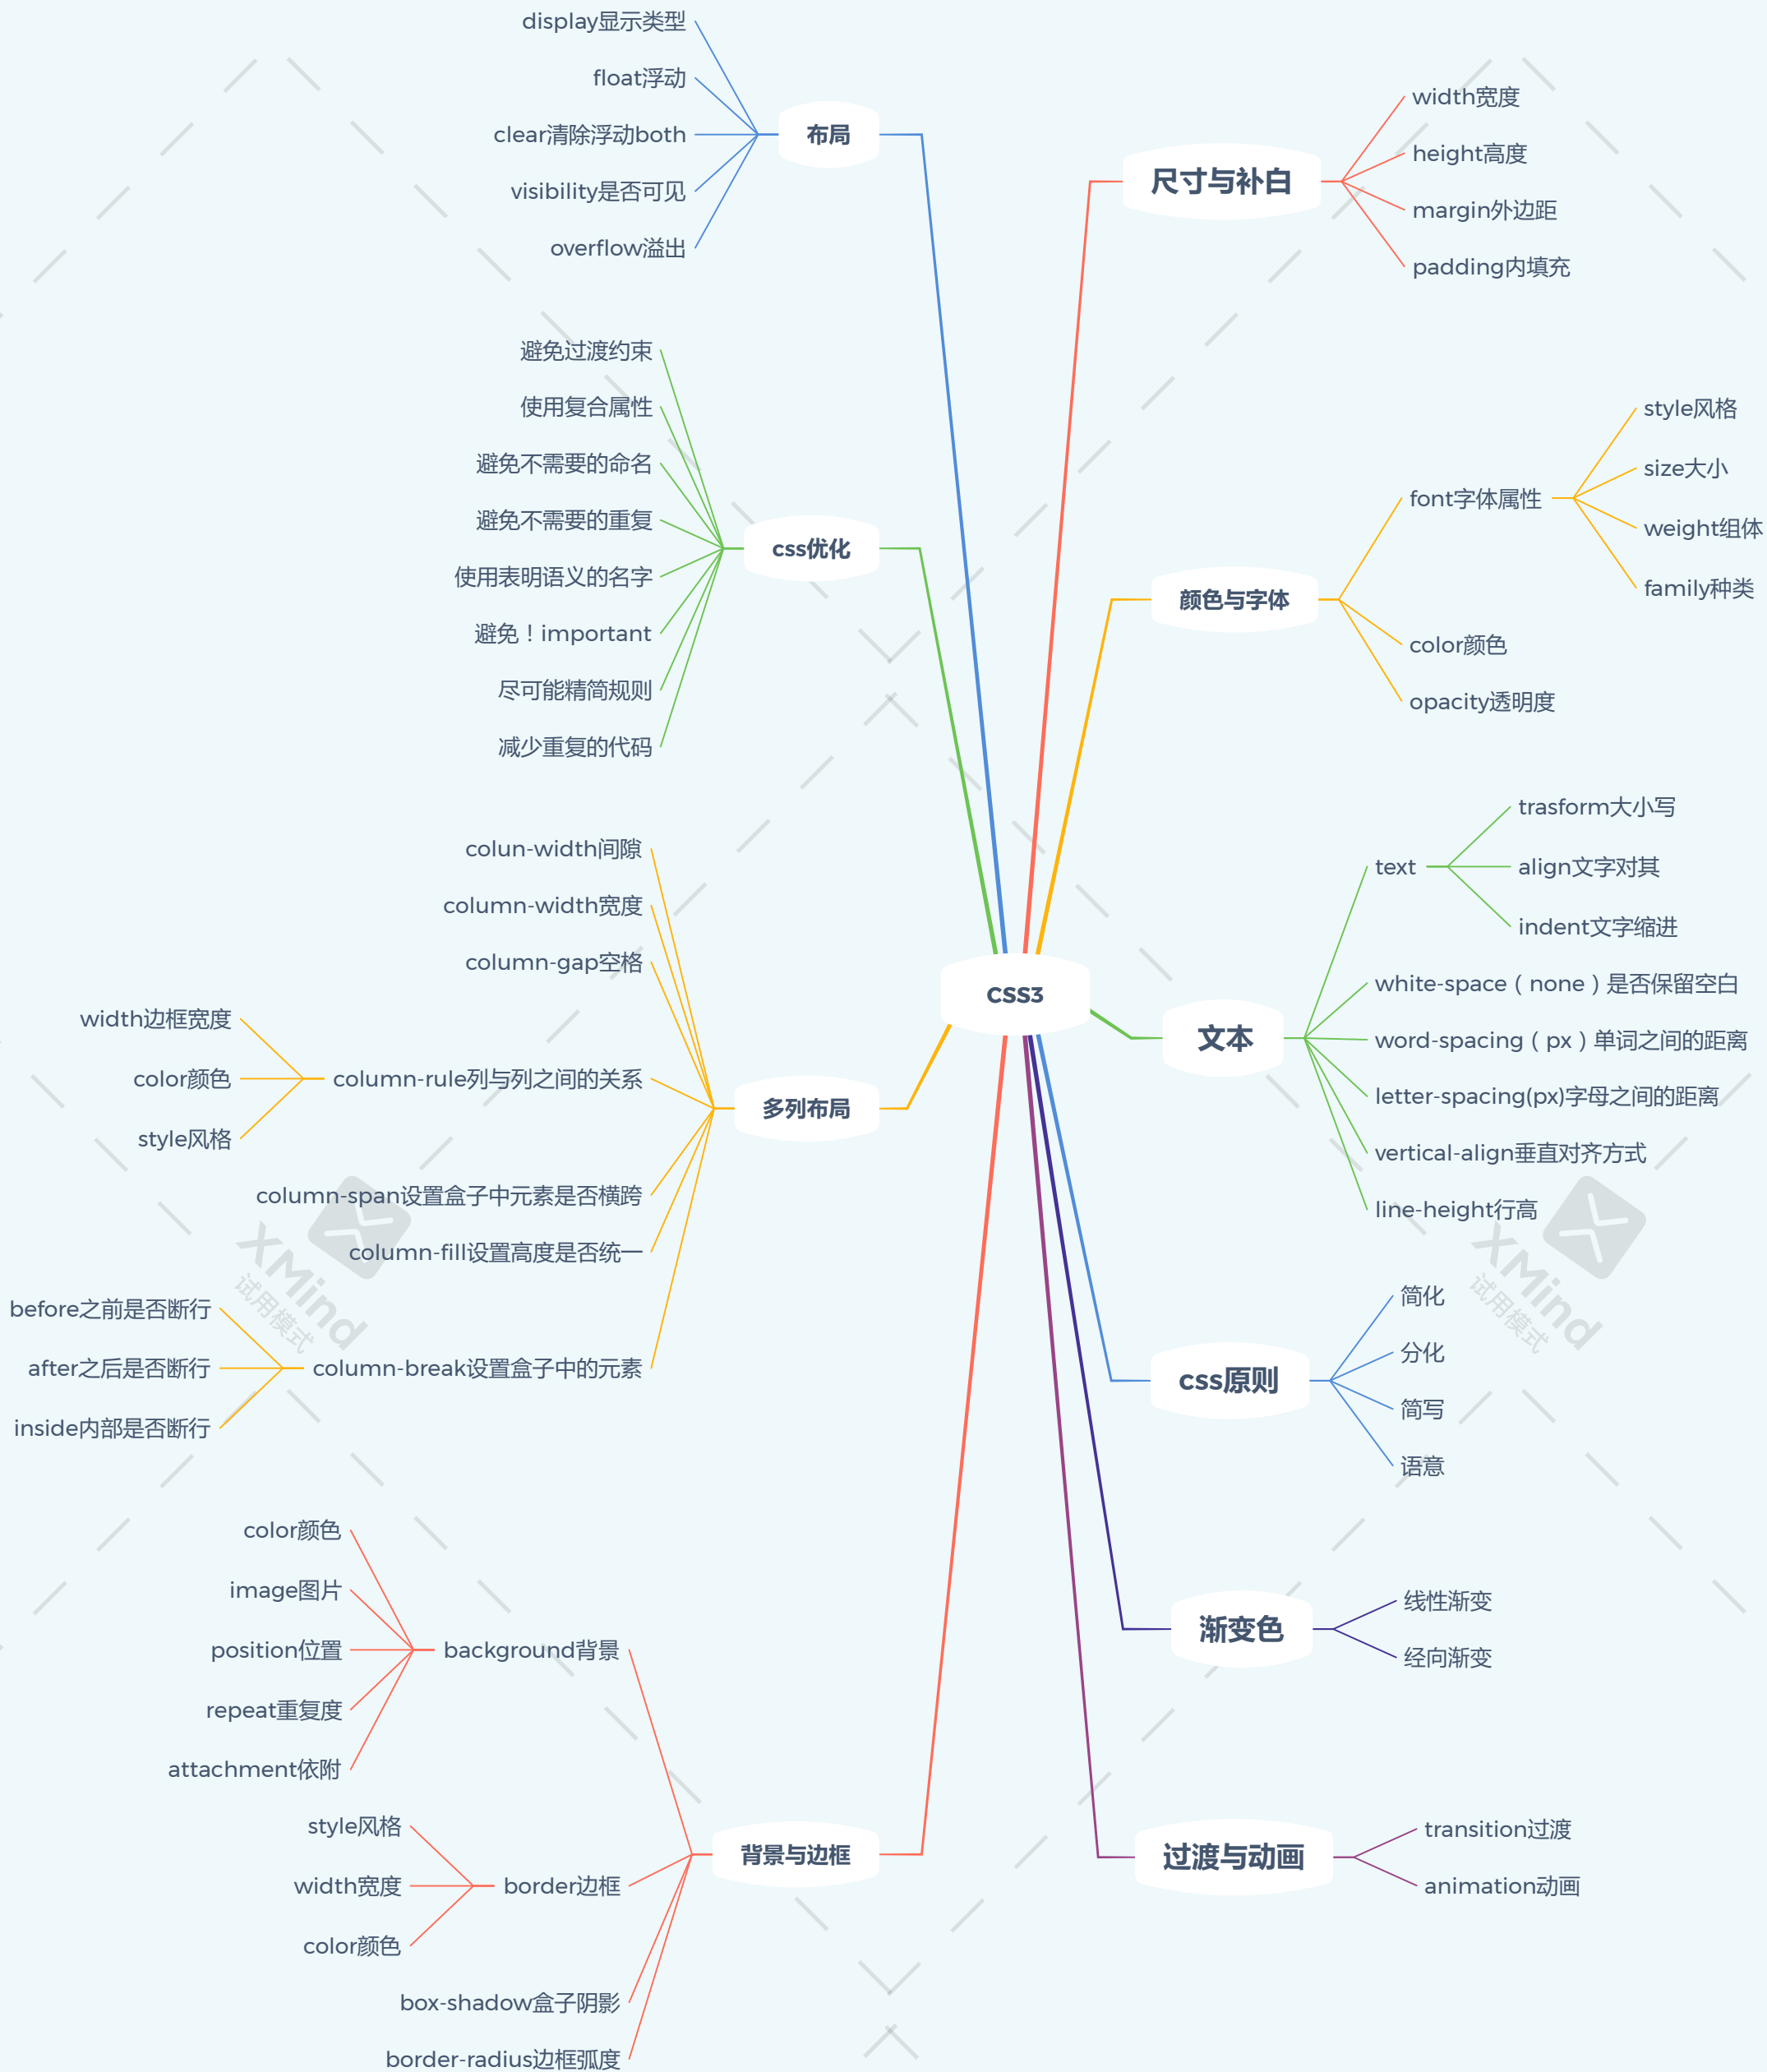 CSS3
尺寸与补白
width宽度
height高度
margin外边距
padding内填充
颜色与字体
font字体属性
style风格
size大小
weight组体
family种类
color颜色
opacity透明度
文本
text
trasform大小写
align文字对其
indent文字缩进
white-space（none）是否保留空白
word-spacing（px）单词之间的距离
letter-spacing(px)字母之间的距离
vertical-align垂直对齐方式
line-height行高
css原则
简化
分化
简写
语意
渐变色
线性渐变
经向渐变
过渡与动画
transition过渡
animation动画
布局
display显示类型
float浮动
clear清除浮动both
visibility是否可见
overflow溢出
css优化
避免过渡约束
使用复合属性
避免不需要的命名
避免不需要的重复
使用表明语义的名字
避免！important
尽可能精简规则
减少重复的代码
多列布局
colun-width间隙
column-width宽度
column-gap空格
column-rule列与列之间的关系
width边框宽度
color颜色
style风格
column-span设置盒子中元素是否横跨
column-fill设置高度是否统一
column-break设置盒子中的元素
before之前是否断行
after之后是否断行
inside内部是否断行
背景与边框
background背景
color颜色
image图片
position位置
repeat重复度
attachment依附
border边框
style风格
width宽度
color颜色
box-shadow盒子阴影
border-radius边框弧度
XMind
试用模式
XMind
试用模式